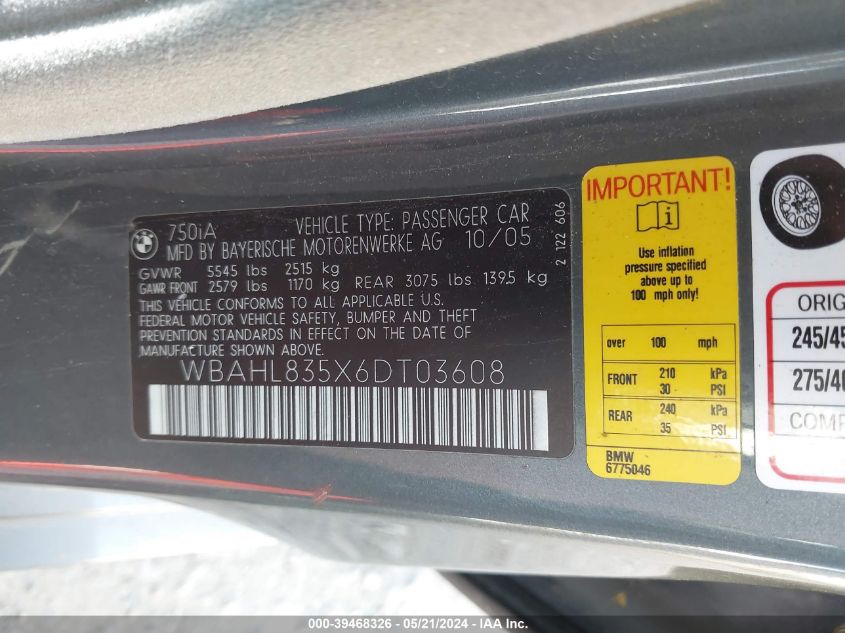 750iA VEHICLE TYPE: PASSENGER CAR
MFD BY BAYERISCHE MOTORENWERKE AG 10/05
GVWR 5545 lbs 2515 kg
GAWR FRONT 2579 lbs 1170 kg REAR 3075 lbs 1395 kg
THIS VEHICLE CONFORMS TO ALL APPLICABLE U.S.
FEDERAL MOTOR VEHICLE SAFETY, BUMPER AND THEFT
PREVENTION STANDARDS IN EFFECT ON THE DATE OF
MANUFACTURE SHOWN ABOVE.
WBAHL835X6DT03608
2 122 606
IMPORTANT!
Use inflation
pressure specified
above up to
100 mph only!
over 100 mph
FRONT 210 kPa
30 PSI
REAR 240 kPa
35 PSI
BMW
6775046
ORIG
245/45
275/40
COMP
000-39468326 / 05/21/2024 / IAA Inc.